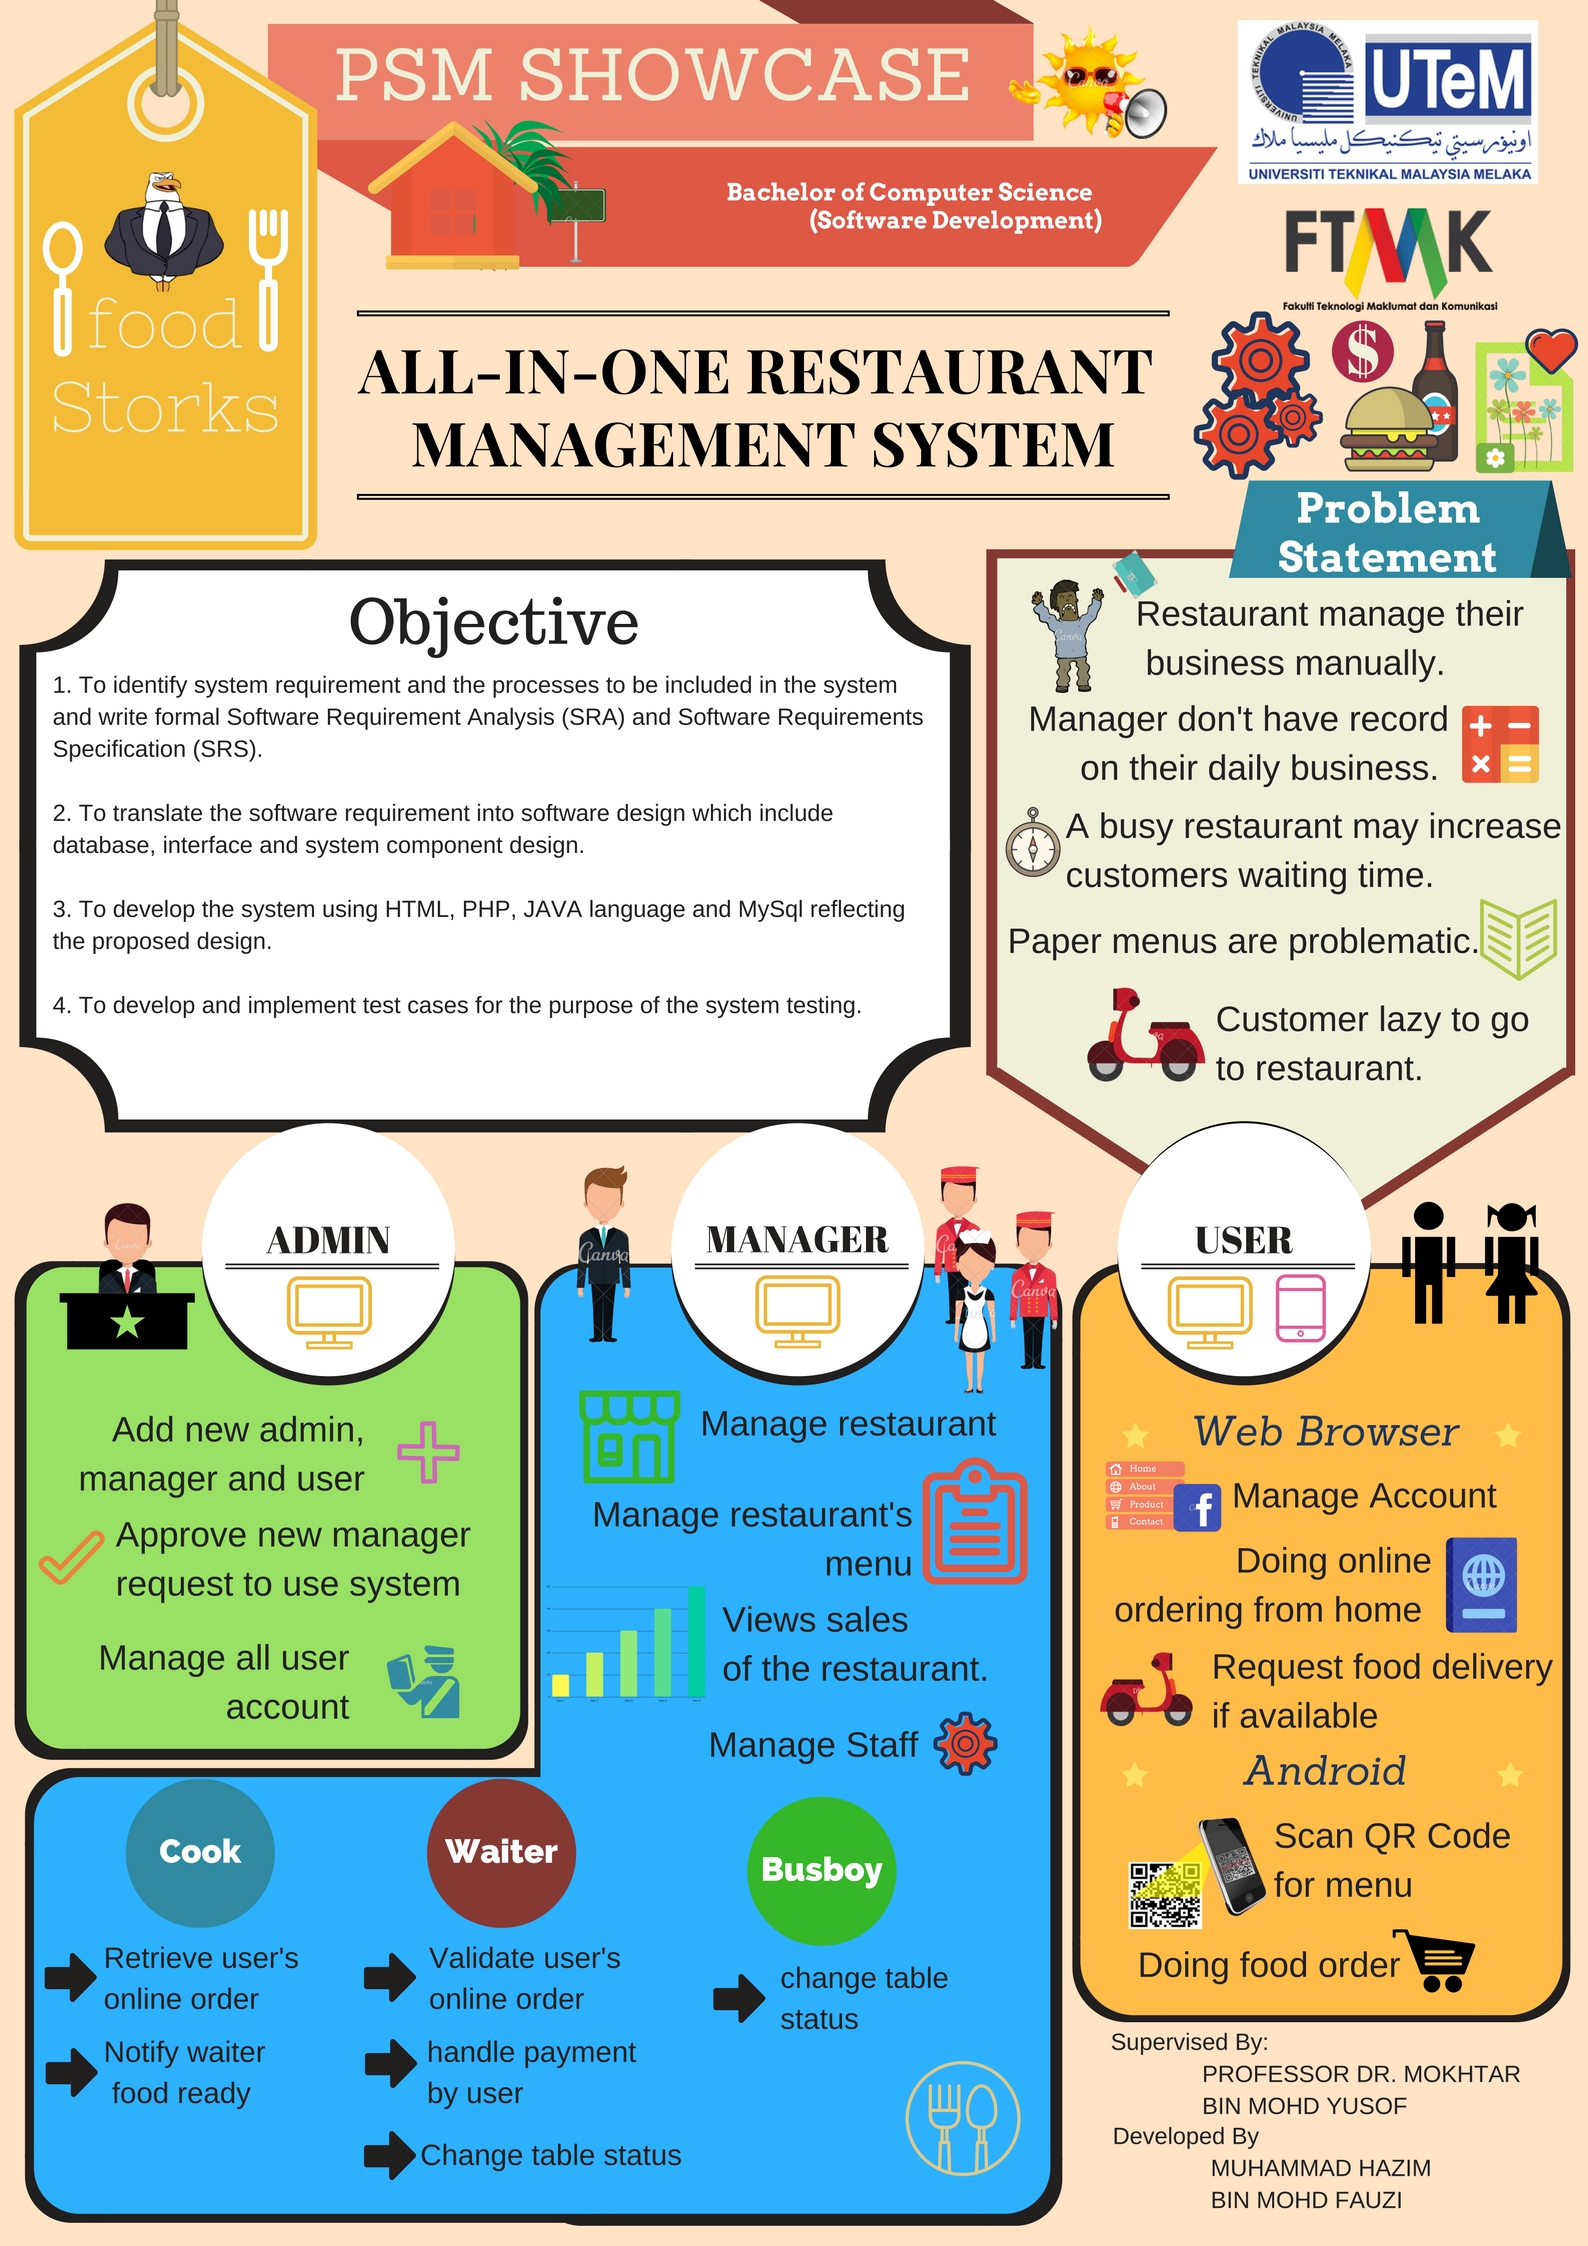 PSM SHOWCASE
Bachelor of Computer Science
(Software Development)
UNIVERSITI TEKNIKAL MALAYSIA MELAKA
UTeM
اونيۏرسيتي تيكنيكل مليسيا ملاك
UNIVERSITI TEKNIKAL MALAYSIA MELAKA
FTMK
Fakulti Teknologi Maklumat dan Komunikasi
food
Storks
ALL-IN-ONE RESTAURANT
MANAGEMENT SYSTEM
$
Objective
1. To identify system requirement and the processes to be included in the system
and write formal Software Requirement Analysis (SRA) and Software Requirements
Specification (SRS).
2. To translate the software requirement into software design which include
database, interface and system component design.
3. To develop the system using HTML, PHP, JAVA language and MySql reflecting
the proposed design.
4. To develop and implement test cases for the purpose of the system testing.
Problem
Statement
Restaurant manage their
business manually.
Manager don't have record
on their daily business.
A busy restaurant may increase
customers waiting time.
Paper menus are problematic.
Customer lazy to go
to restaurant.
ADMIN
Add new admin,
manager and user
Approve new manager
request to use system
Manage all user
account
MANAGER
Canva
Canva
Manage restaurant
Manage restaurant's
menu
Views sales
of the restaurant.
Manage Staff
Cook
Retrieve user's
online order
Notify waiter
food ready
Waiter
Validate user's
online order
handle payment
by user
Change table status
Busboy
change table
status
USER
Web Browser
Home
About
Product
Contact
f
Manage Account
Doing online
ordering from home
Request food delivery
if available
Android
Scan QR Code
for menu
Doing food order
Supervised By:
PROFESSOR DR. MOKHTAR
BIN MOHD YUSOF
Developed By
MUHAMMAD HAZIM
BIN MOHD FAUZI